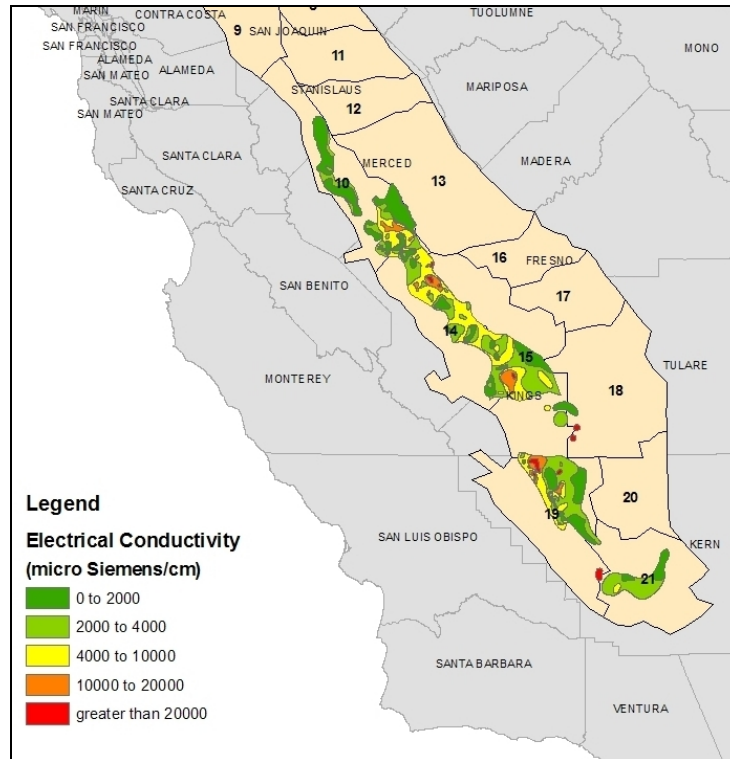 MARIN
CONTRA COSTA
TUOLUMNE
SAN FRANCISCO
9
SAN JOAQUIN
SAN FRANCISCO
11
MONO
ALAMEDA
SAN MATEO
ALAMEDA
STANISLAUS
MARIPOSA
SANTA CLARA
SAN MATEO
12
SANTA CLARA
MERCED
MADERA
10
13
SANTA CRUZ
16
FRESNO
SAN BENITO
17
14
15
MONTEREY
TULARE
18
KINGS
20
19
SAN LUIS OBISPO
KERN
21
SANTA BARBARA
VENTURA
Legend
Electrical Conductivity
(micro Siemens/cm)
0 to 2000
2000 to 4000
4000 to 10000
10000 to 20000
greater than 20000